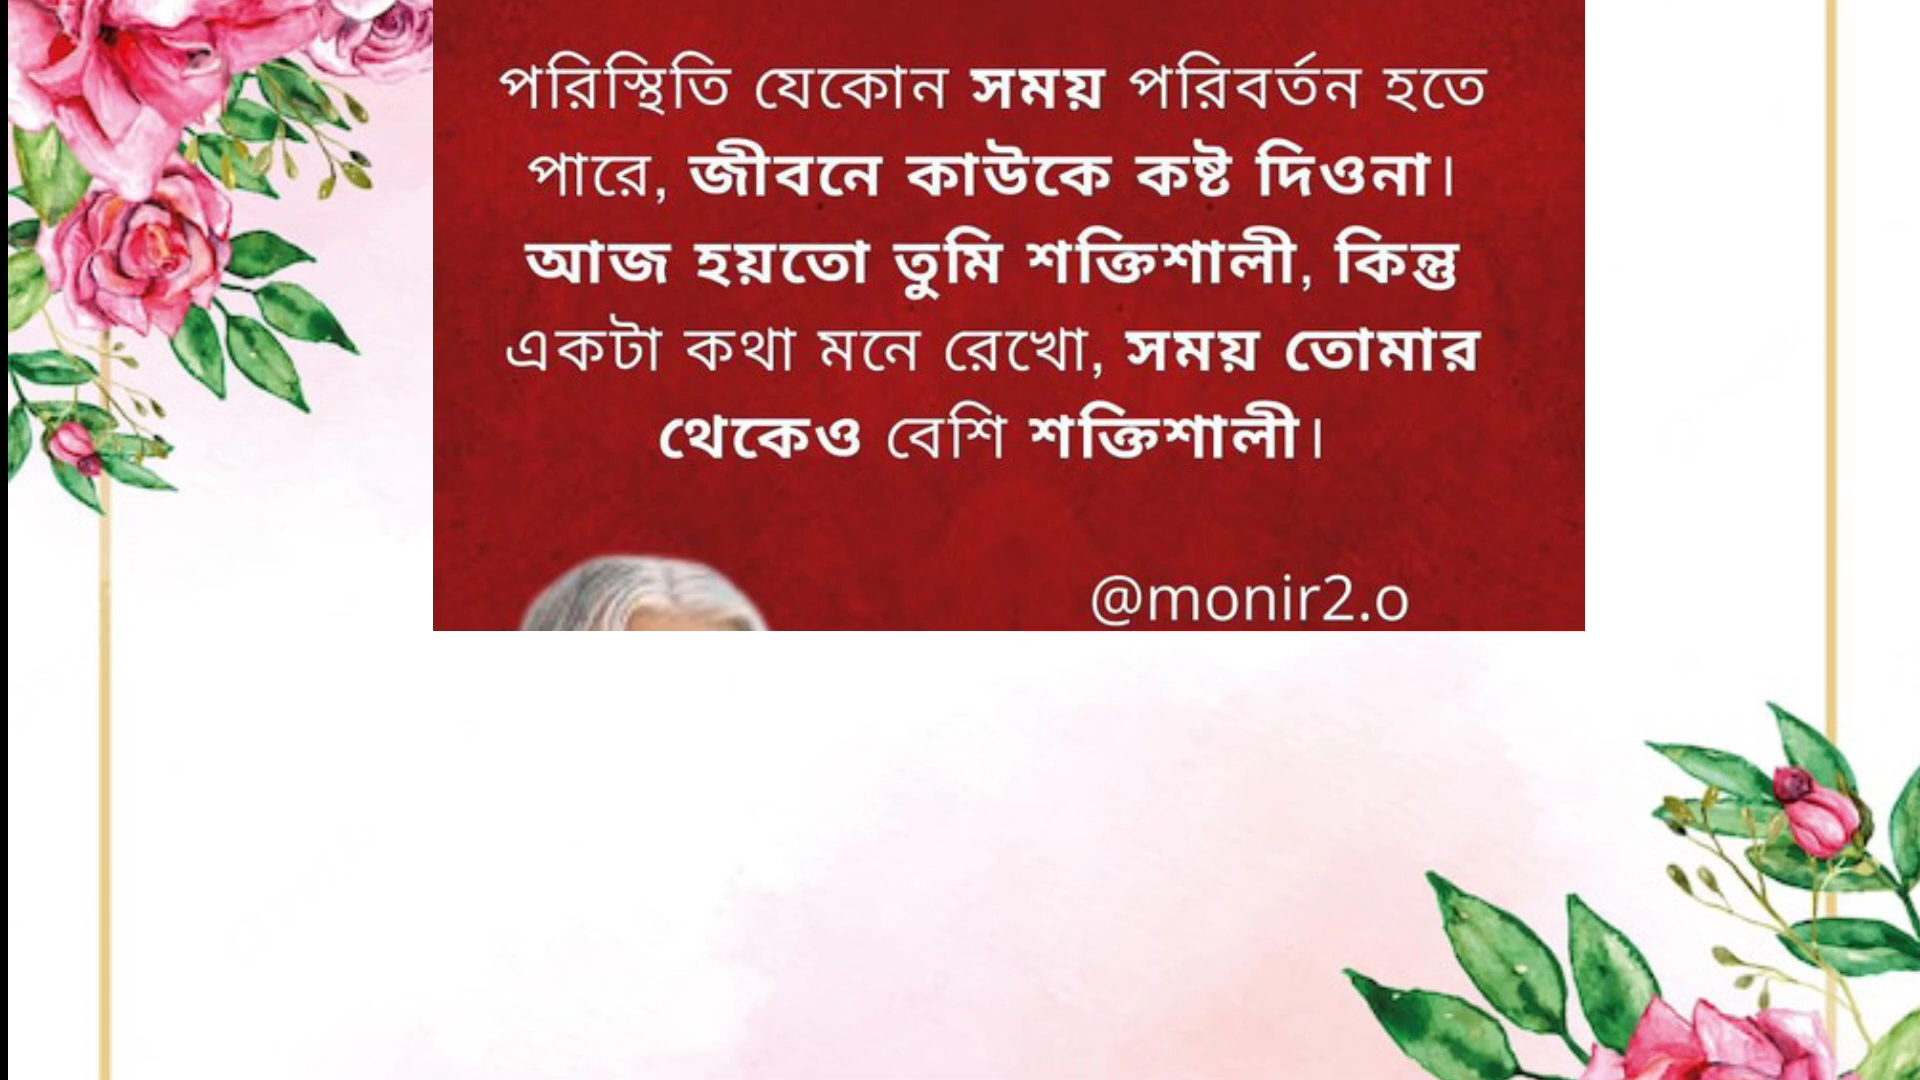 পরিস্থিতি যেকোন সময় পরিবর্তন হতে
পারে, জীবনে কাউকে কষ্ট দিওনা।
আজ হয়তো তুমি শক্তিশালী, কিন্তু
একটা কথা মনে রেখো, সময় তোমার
থেকেও বেশি শক্তিশালী।
@monir2.o